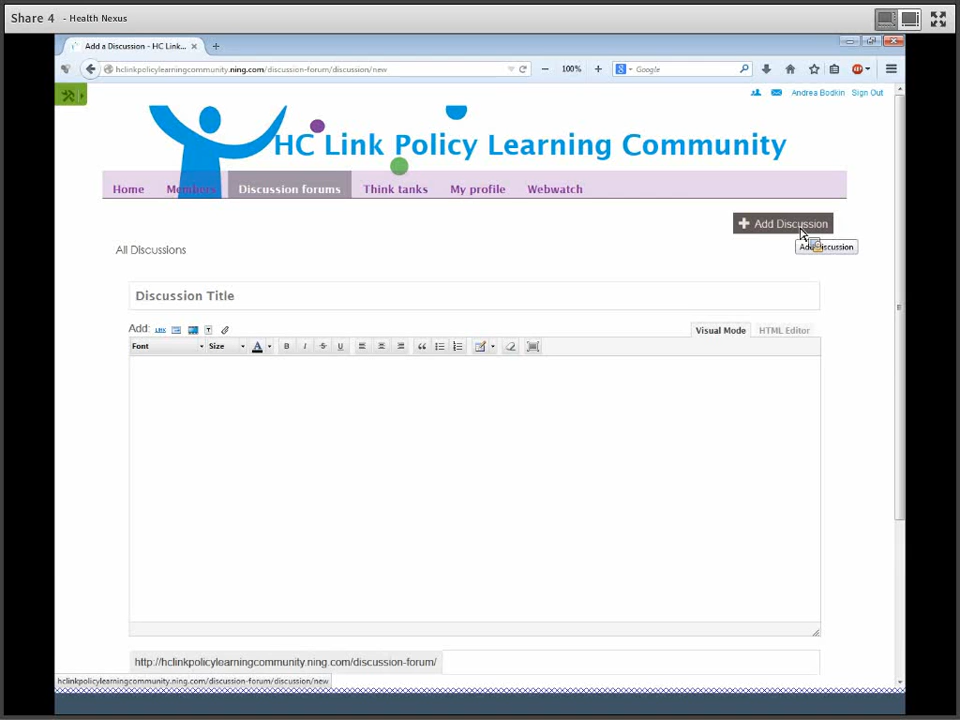 Share 4 - Health Nexus
Add a Discussion - HC Link...
hclinkpolicylearningcommunity.ning.com/discussion-forum/discussion/new
100%
Google
Andrea Bodkin Sign Out
HC Link Policy Learning Community
Home Members Discussion forums Think tanks My profile Webwatch
Add Discussion
All Discussions
Discussion Title
Add: LINK T
Visual Mode HTML Editor
Font Size A B I S U
http://hclinkpolicylearningcommunity.ning.com/discussion-forum/
hclinkpolicylearningcommunity.ning.com/discussion-forum/discussion/new